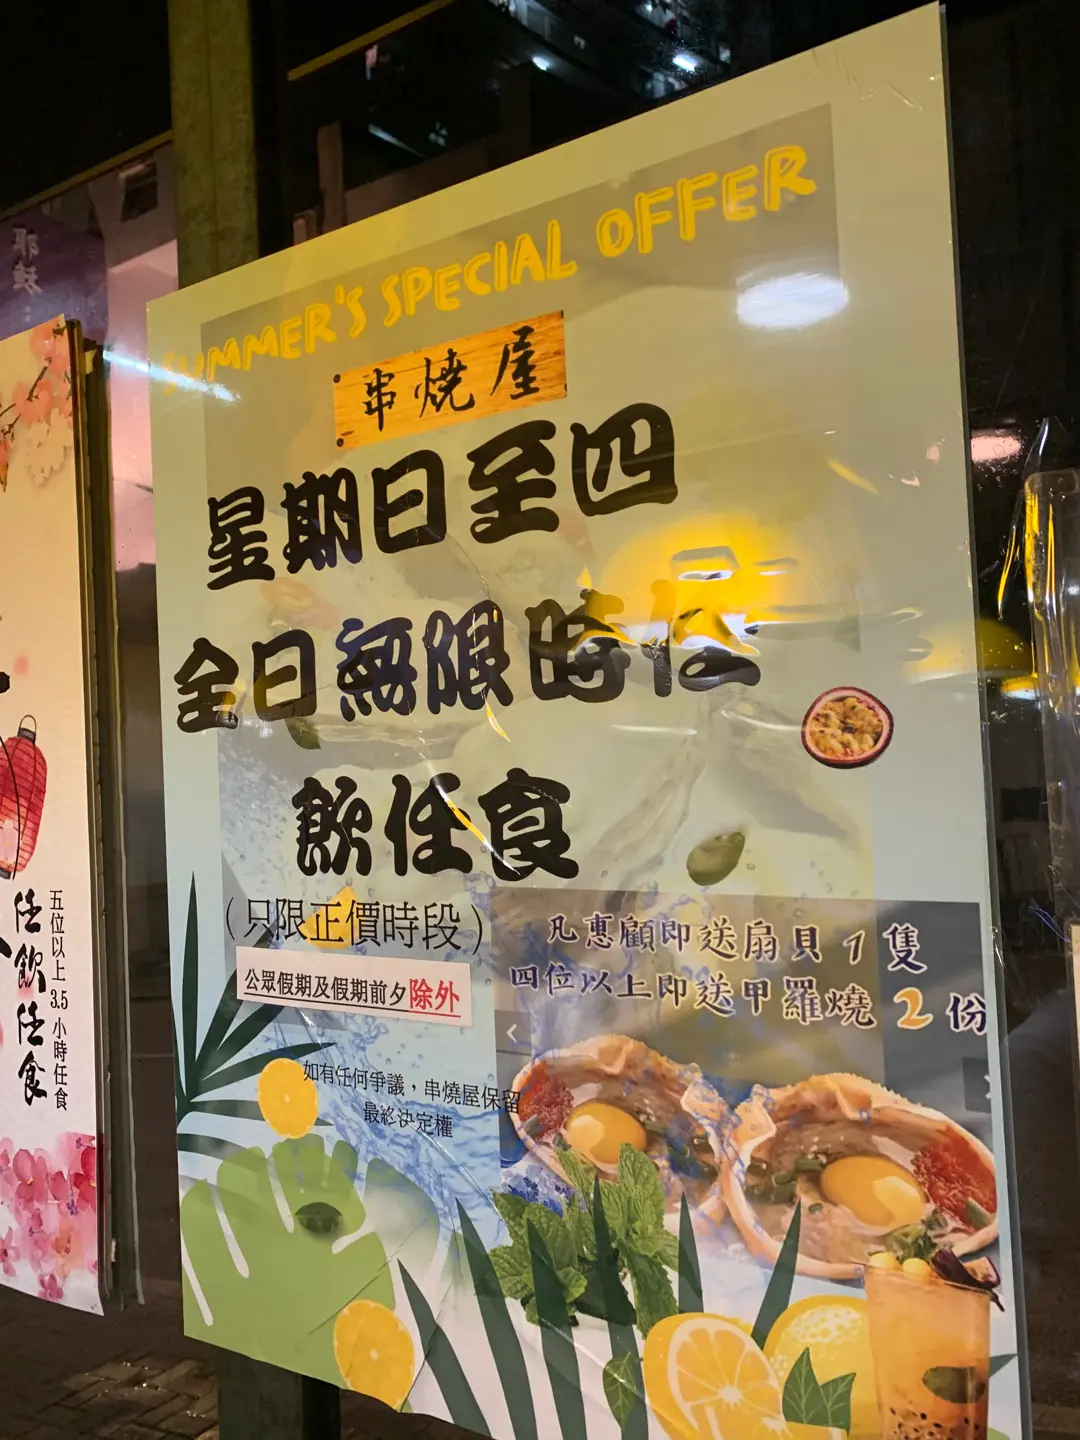 SUMMER'S SPECIAL OFFER
串燒屋
星期日至四
全日無限時任
飲任食
(只限正價時段)
公眾假期及假期前夕除外
凡惠顧即送扇貝1隻
四位以上即送甲羅燒2份
如有任何爭議，串燒屋保留
最終決定權
五位以上3.5小時任食
任飲任食